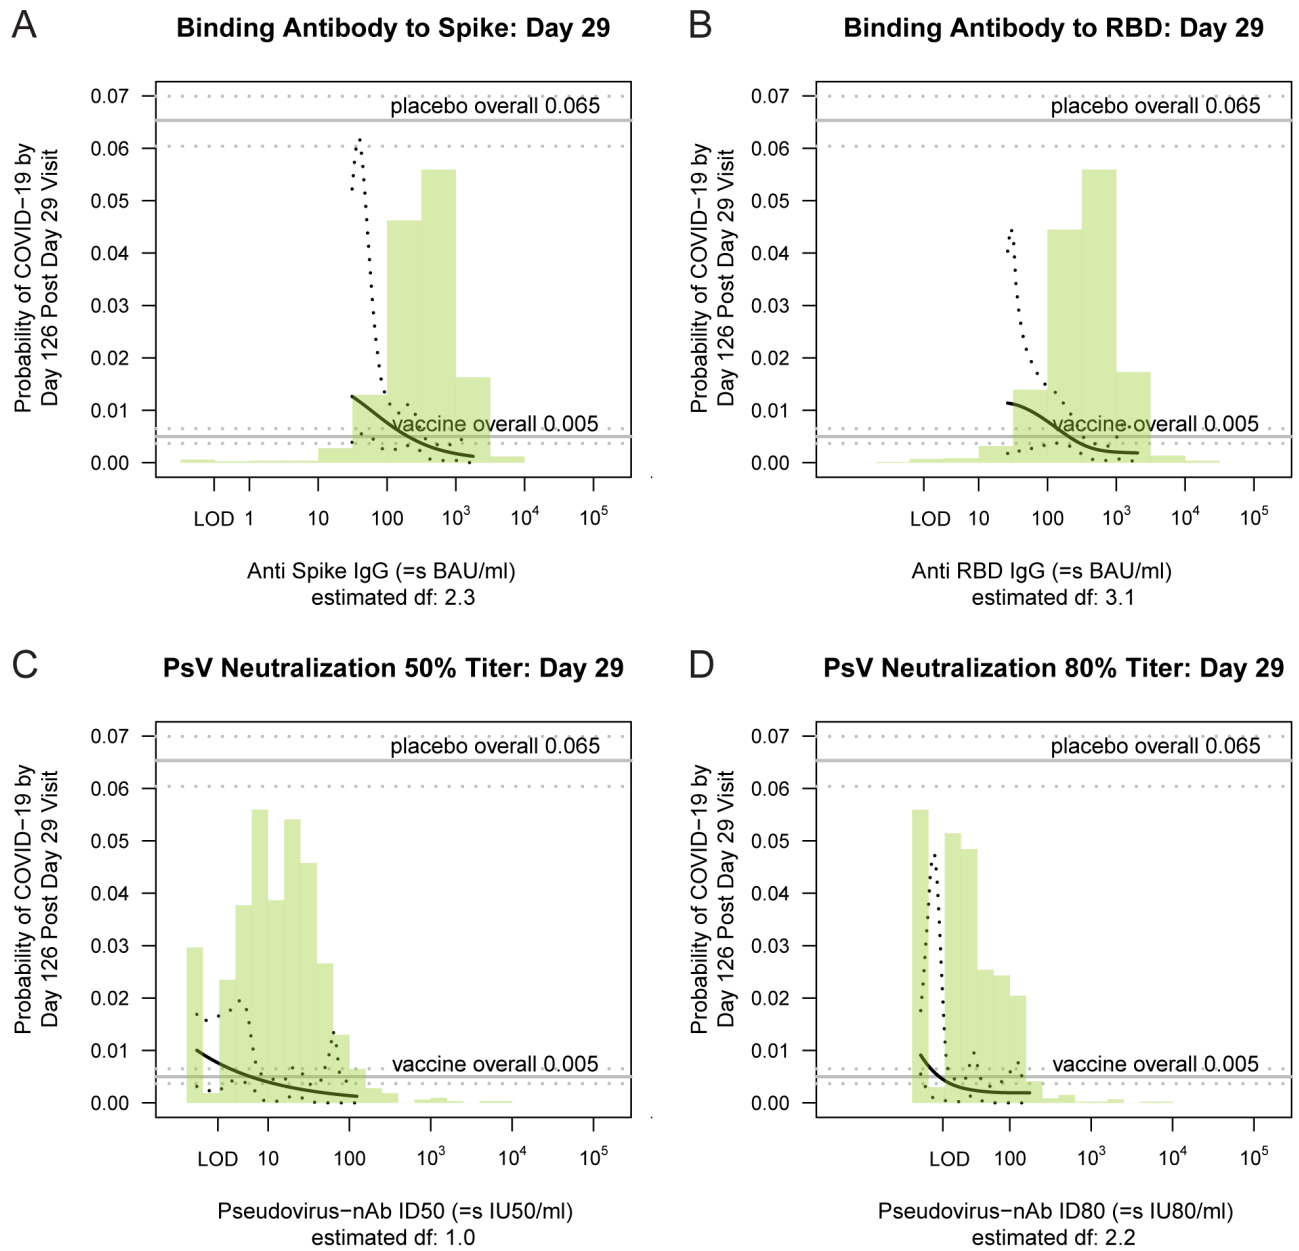 A
Binding Antibody to Spike: Day 29
Probability of COVID−19 by
Day 126 Post Day 29 Visit
0.07
0.06
0.05
0.04
0.03
0.02
0.01
0.00
placebo overall 0.065
vaccine overall 0.005
LOD 1 10 100 10³ 10⁴ 10⁵
Anti Spike IgG (=s BAU/ml)
estimated df: 2.3
B
Binding Antibody to RBD: Day 29
Probability of COVID−19 by
Day 126 Post Day 29 Visit
0.07
0.06
0.05
0.04
0.03
0.02
0.01
0.00
placebo overall 0.065
vaccine overall 0.005
LOD 10 100 10³ 10⁴ 10⁵
Anti RBD IgG (=s BAU/ml)
estimated df: 3.1
C
PsV Neutralization 50% Titer: Day 29
Probability of COVID−19 by
Day 126 Post Day 29 Visit
0.07
0.06
0.05
0.04
0.03
0.02
0.01
0.00
placebo overall 0.065
vaccine overall 0.005
LOD 10 100 10³ 10⁴ 10⁵
Pseudovirus−nAb ID50 (=s IU50/ml)
estimated df: 1.0
D
PsV Neutralization 80% Titer: Day 29
Probability of COVID−19 by
Day 126 Post Day 29 Visit
0.07
0.06
0.05
0.04
0.03
0.02
0.01
0.00
placebo overall 0.065
vaccine overall 0.005
LOD 100 10³ 10⁴ 10⁵
Pseudovirus−nAb ID80 (=s IU80/ml)
estimated df: 2.2